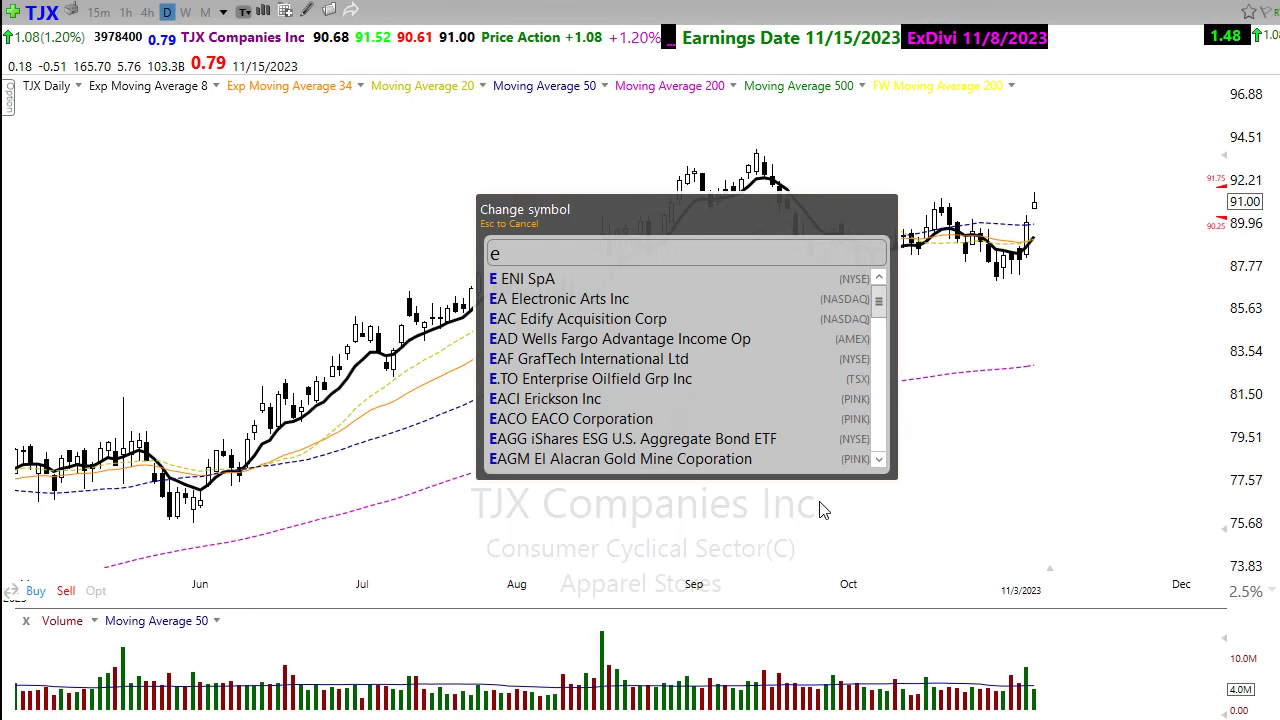 TJX 15m 1h 4h D W M T
1.08(1.20%) 3978400 0.79 TJX Companies Inc 90.68 91.52 90.61 91.00 Price Action +1.08 +1.20% Earnings Date 11/15/2023 ExDivi 11/8/2023 1.48
0.18 -0.51 165.70 5.76 103.3B 0.79 11/15/2023
Option TJX Daily Exp Moving Average 8 Exp Moving Average 34 Moving Average 20 Moving Average 50 Moving Average 200 Moving Average 500 FW Moving Average 200
96.88
94.51
92.21
91.75
91.00
89.96
90.25
87.77
85.63
83.54
81.50
79.51
77.57
75.68
73.83
Change symbol
Esc to Cancel
e
E ENI SpA (NYSE)
EA Electronic Arts Inc (NASDAQ)
EAC Edify Acquisition Corp (NASDAQ)
EAD Wells Fargo Advantage Income Op (AMEX)
EAF GrafTech International Ltd (NYSE)
E.TO Enterprise Oilfield Grp Inc (TSX)
EACI Erickson Inc (PINK)
EACO EACO Corporation (PINK)
EAGG iShares ESG U.S. Aggregate Bond ETF (NYSE)
EAGM El Alacran Gold Mine Coporation (PINK)
TJX Companies Inc
Consumer Cyclical Sector(C)
Apparel Stores
Jun Jul Aug Sep Oct 11/3/2023 Dec
Buy Sell Opt 2.5%
X Volume Moving Average 50
10.0M
4.0M
0.00